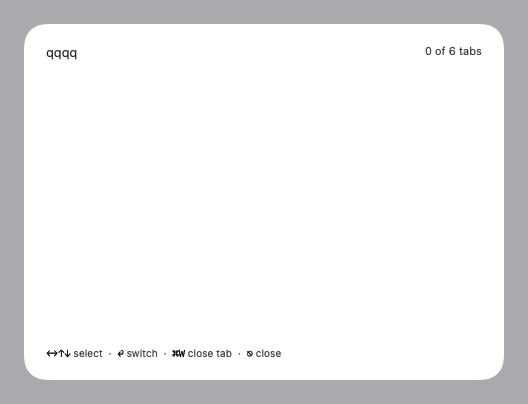 qqqq
0 of 6 tabs
↔↑↓ select · ↵ switch · ⌘W close tab · ⎋ close